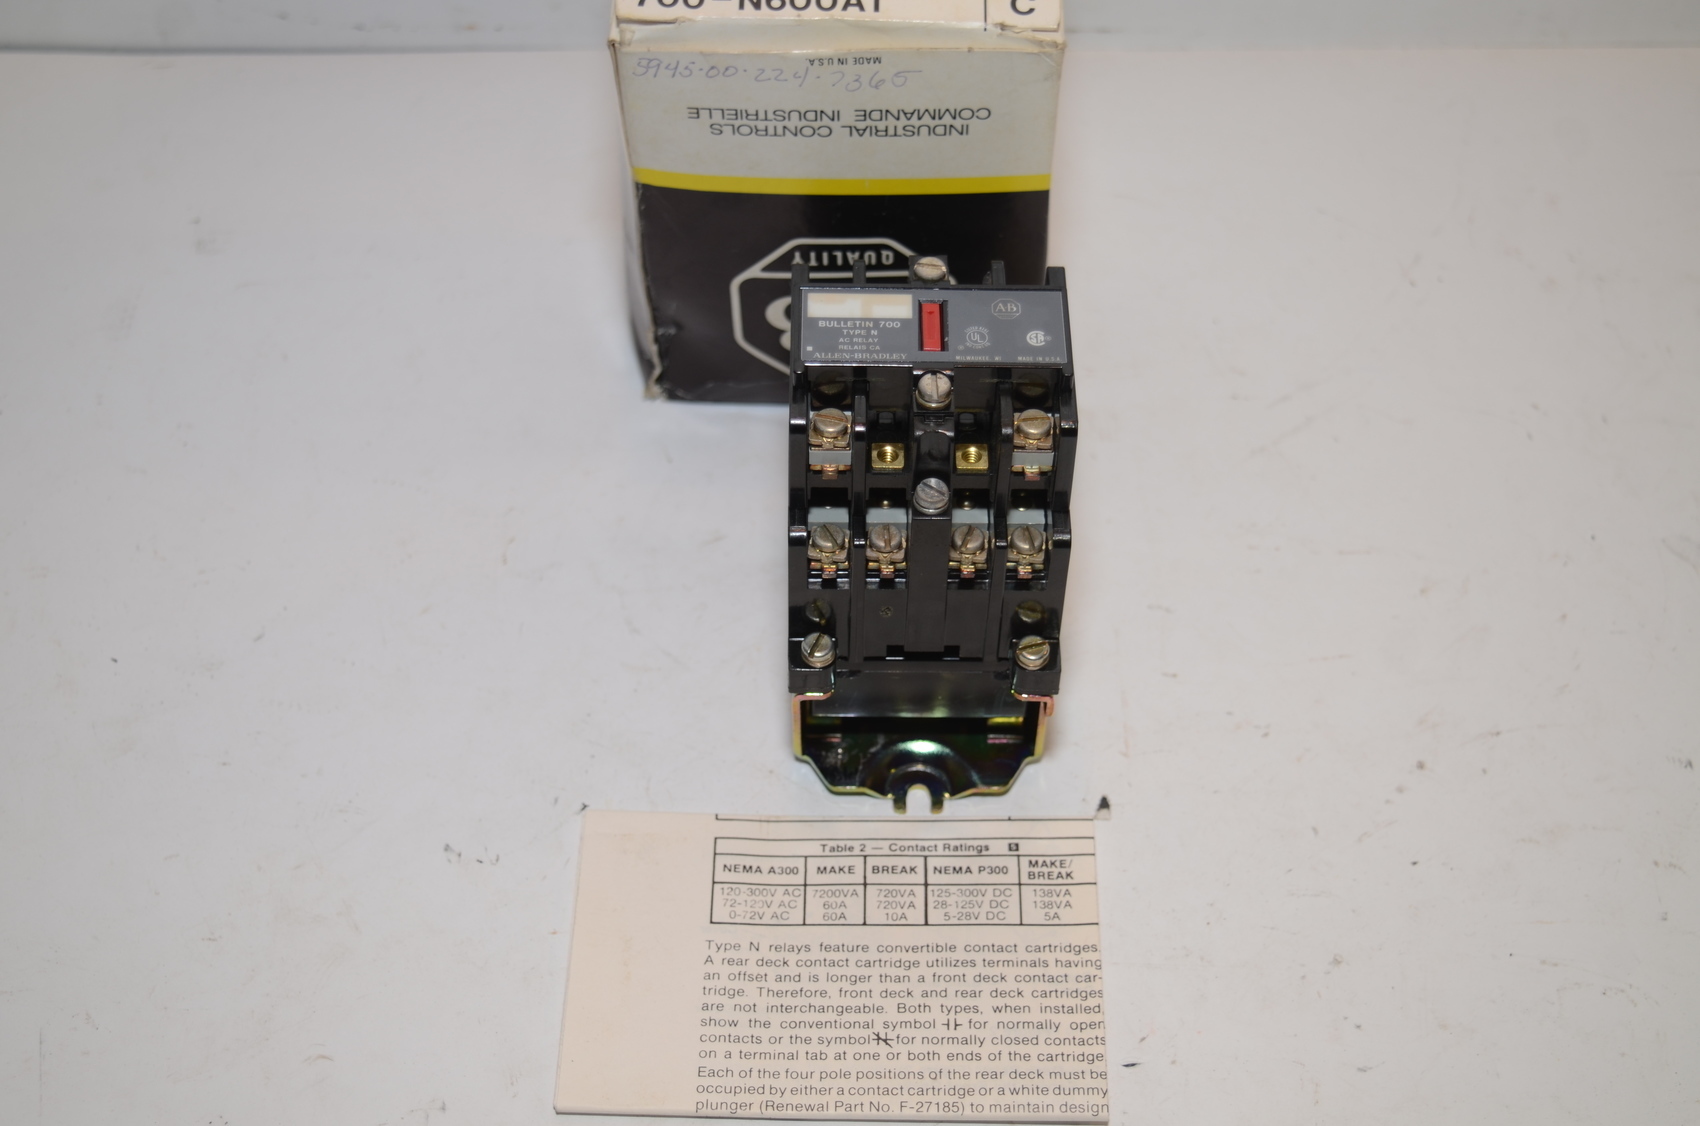 700-N600A1
C
MADE IN U.S.A.
5945-00-224-7365
COMMANDE INDUSTRIELLE
INDUSTRIAL CONTROLS
QUALITY
BULLETIN 700
TYPE N
AC RELAY
RELAIS CA
ALLEN-BRADLEY
A-B
UL
MILWAUKEE, WI
MADE IN U.S.A.
Table 2 — Contact Ratings 5
NEMA A300 MAKE BREAK NEMA P300 MAKE/
BREAK
120-300V AC 7200VA 720VA 125-300V DC 138VA
72-120V AC 60A 720VA 28-125V DC 138VA
0-72V AC 60A 10A 5-28V DC 5A
Type N relays feature convertible contact cartridges.
A rear deck contact cartridge utilizes terminals having
an offset and is longer than a front deck contact car-
tridge. Therefore, front deck and rear deck cartridges
are not interchangeable. Both types, when installed,
show the conventional symbol for normally open
contacts or the symbol for normally closed contacts
on a terminal tab at one or both ends of the cartridge
Each of the four pole positions of the rear deck must be
occupied by either a contact cartridge or a white dummy
plunger (Renewal Part No. F-27185) to maintain design